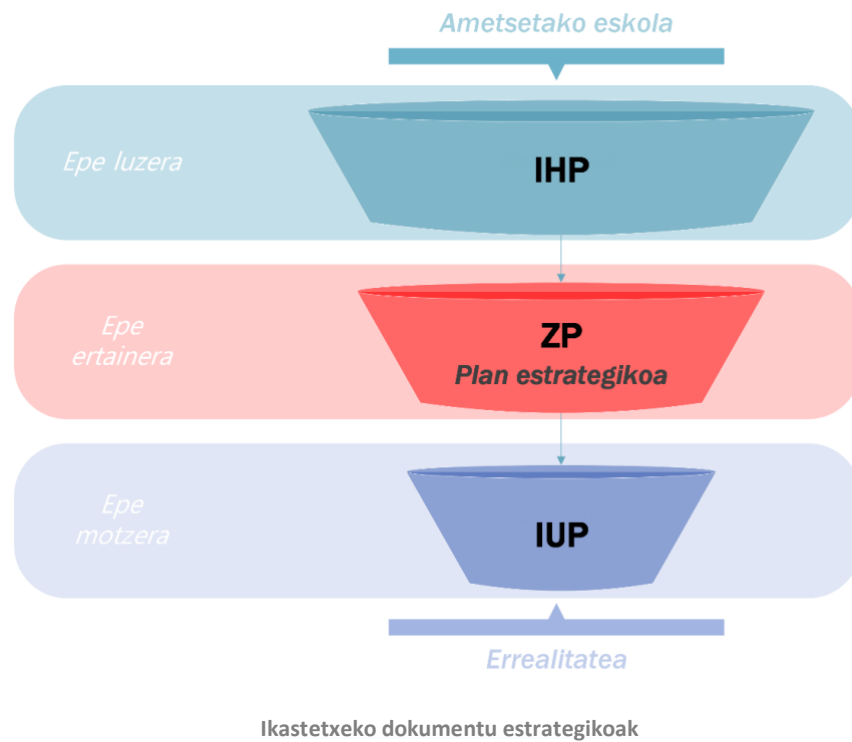 Ametsetako eskola
Epe luzera
IHP
Epe
ertainera
ZP
Plan estrategikoa
Epe
motzera
IUP
Errealitatea
Ikastetxeko dokumentu estrategikoak